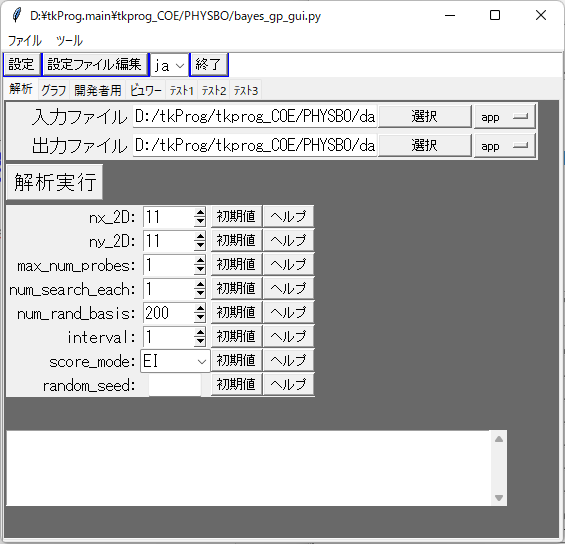 D:¥tkProg.main¥tkprog_COE/PHYSBO/bayes_gp_gui.py
ファイル ツール
設定 設定ファイル編集 ja 終了
解析 グラフ 開発者用 ビュワー テスト1 テスト2 テスト3
入力ファイル D:/tkProg/tkprog_COE/PHYSBO/da 選択 app
出力ファイル D:/tkProg/tkprog_COE/PHYSBO/da 選択 app
解析実行
nx_2D: 11 初期値 ヘルプ
ny_2D: 11 初期値 ヘルプ
max_num_probes: 1 初期値 ヘルプ
num_search_each: 1 初期値 ヘルプ
num_rand_basis: 200 初期値 ヘルプ
interval: 1 初期値 ヘルプ
score_mode: EI 初期値 ヘルプ
random_seed: 初期値 ヘルプ